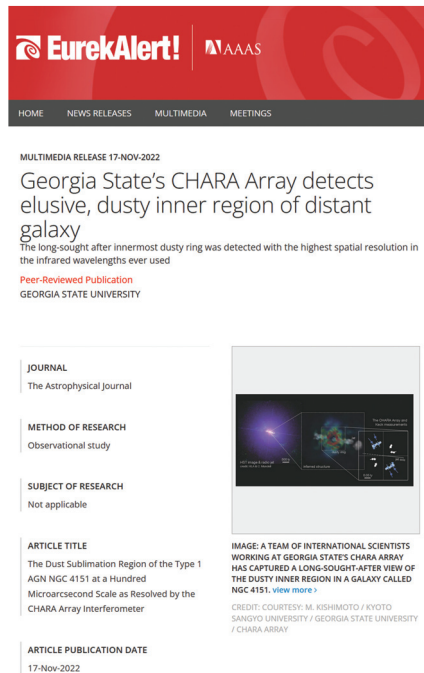 EurekAlert!
AAAS
HOME NEWS RELEASES MULTIMEDIA MEETINGS
MULTIMEDIA RELEASE 17-NOV-2022
Georgia State's CHARA Array detects
elusive, dusty inner region of distant
galaxy
The long-sought after innermost dusty ring was detected with the highest spatial resolution in
the infrared wavelengths ever used
Peer-Reviewed Publication
GEORGIA STATE UNIVERSITY
JOURNAL
The Astrophysical Journal
METHOD OF RESEARCH
Observational study
SUBJECT OF RESEARCH
Not applicable
ARTICLE TITLE
The Dust Sublimation Region of the Type 1
AGN NGC 4151 at a Hundred
Microarcsecond Scale as Resolved by the
CHARA Array Interferometer
ARTICLE PUBLICATION DATE
17-Nov-2022
IMAGE: A TEAM OF INTERNATIONAL SCIENTISTS
WORKING AT GEORGIA STATE'S CHARA ARRAY
HAS CAPTURED A LONG-SOUGHT-AFTER VIEW OF
THE DUSTY INNER REGION IN A GALAXY CALLED
NGC 4151. view more >
CREDIT: COURTESY: M. KISHIMOTO / KYOTO
SANGYO UNIVERSITY / GEORGIA STATE UNIVERSITY
/ CHARA ARRAY